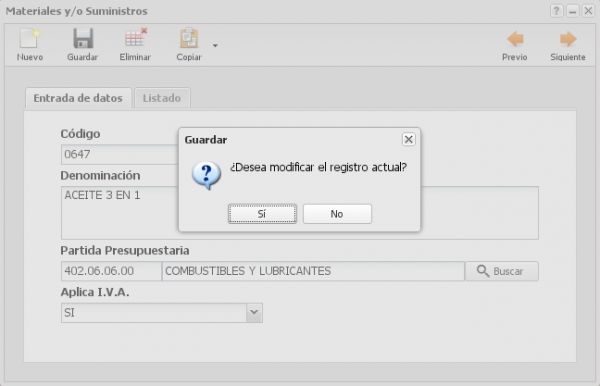 Materiales y/o Suministros
Nuevo Guardar Eliminar Copiar Previo Siguiente
Entrada de datos Listado
Código
0647
Guardar
¿Desea modificar el registro actual?
Sí No
Denominación
ACEITE 3 EN 1
Partida Presupuestaria
402.06.06.00 COMBUSTIBLES Y LUBRICANTES Buscar
Aplica I.V.A.
SI